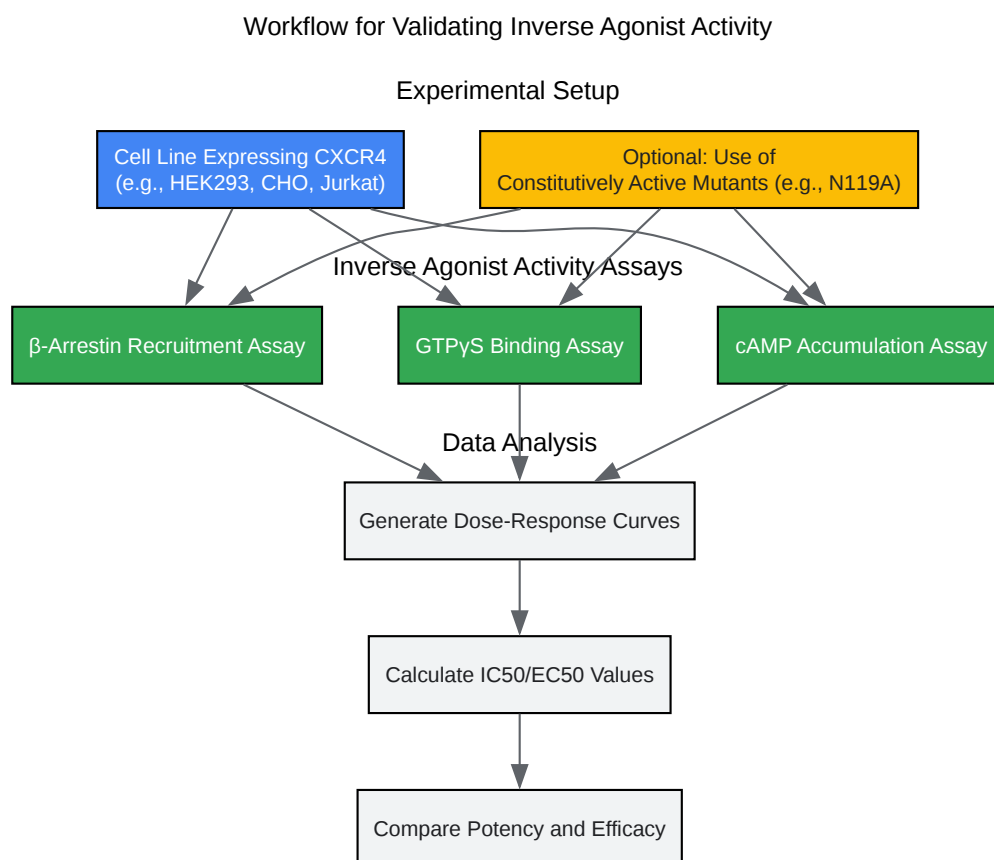 Workflow for Validating Inverse Agonist Activity
Experimental Setup
Cell Line Expressing CXCR4
(e.g., HEK293, CHO, Jurkat)
Optional: Use of
Constitutively Active Mutants (e.g., N119A)
Inverse Agonist Activity Assays
β-Arrestin Recruitment Assay
GTPγS Binding Assay
cAMP Accumulation Assay
Data Analysis
Generate Dose-Response Curves
Calculate IC50/EC50 Values
Compare Potency and Efficacy